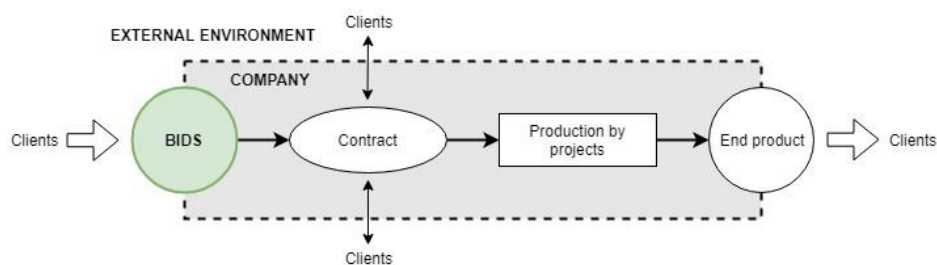 Clients
EXTERNAL ENVIRONMENT
COMPANY
Clients
BIDS
Contract
Production by
projects
End product
Clients
Clients